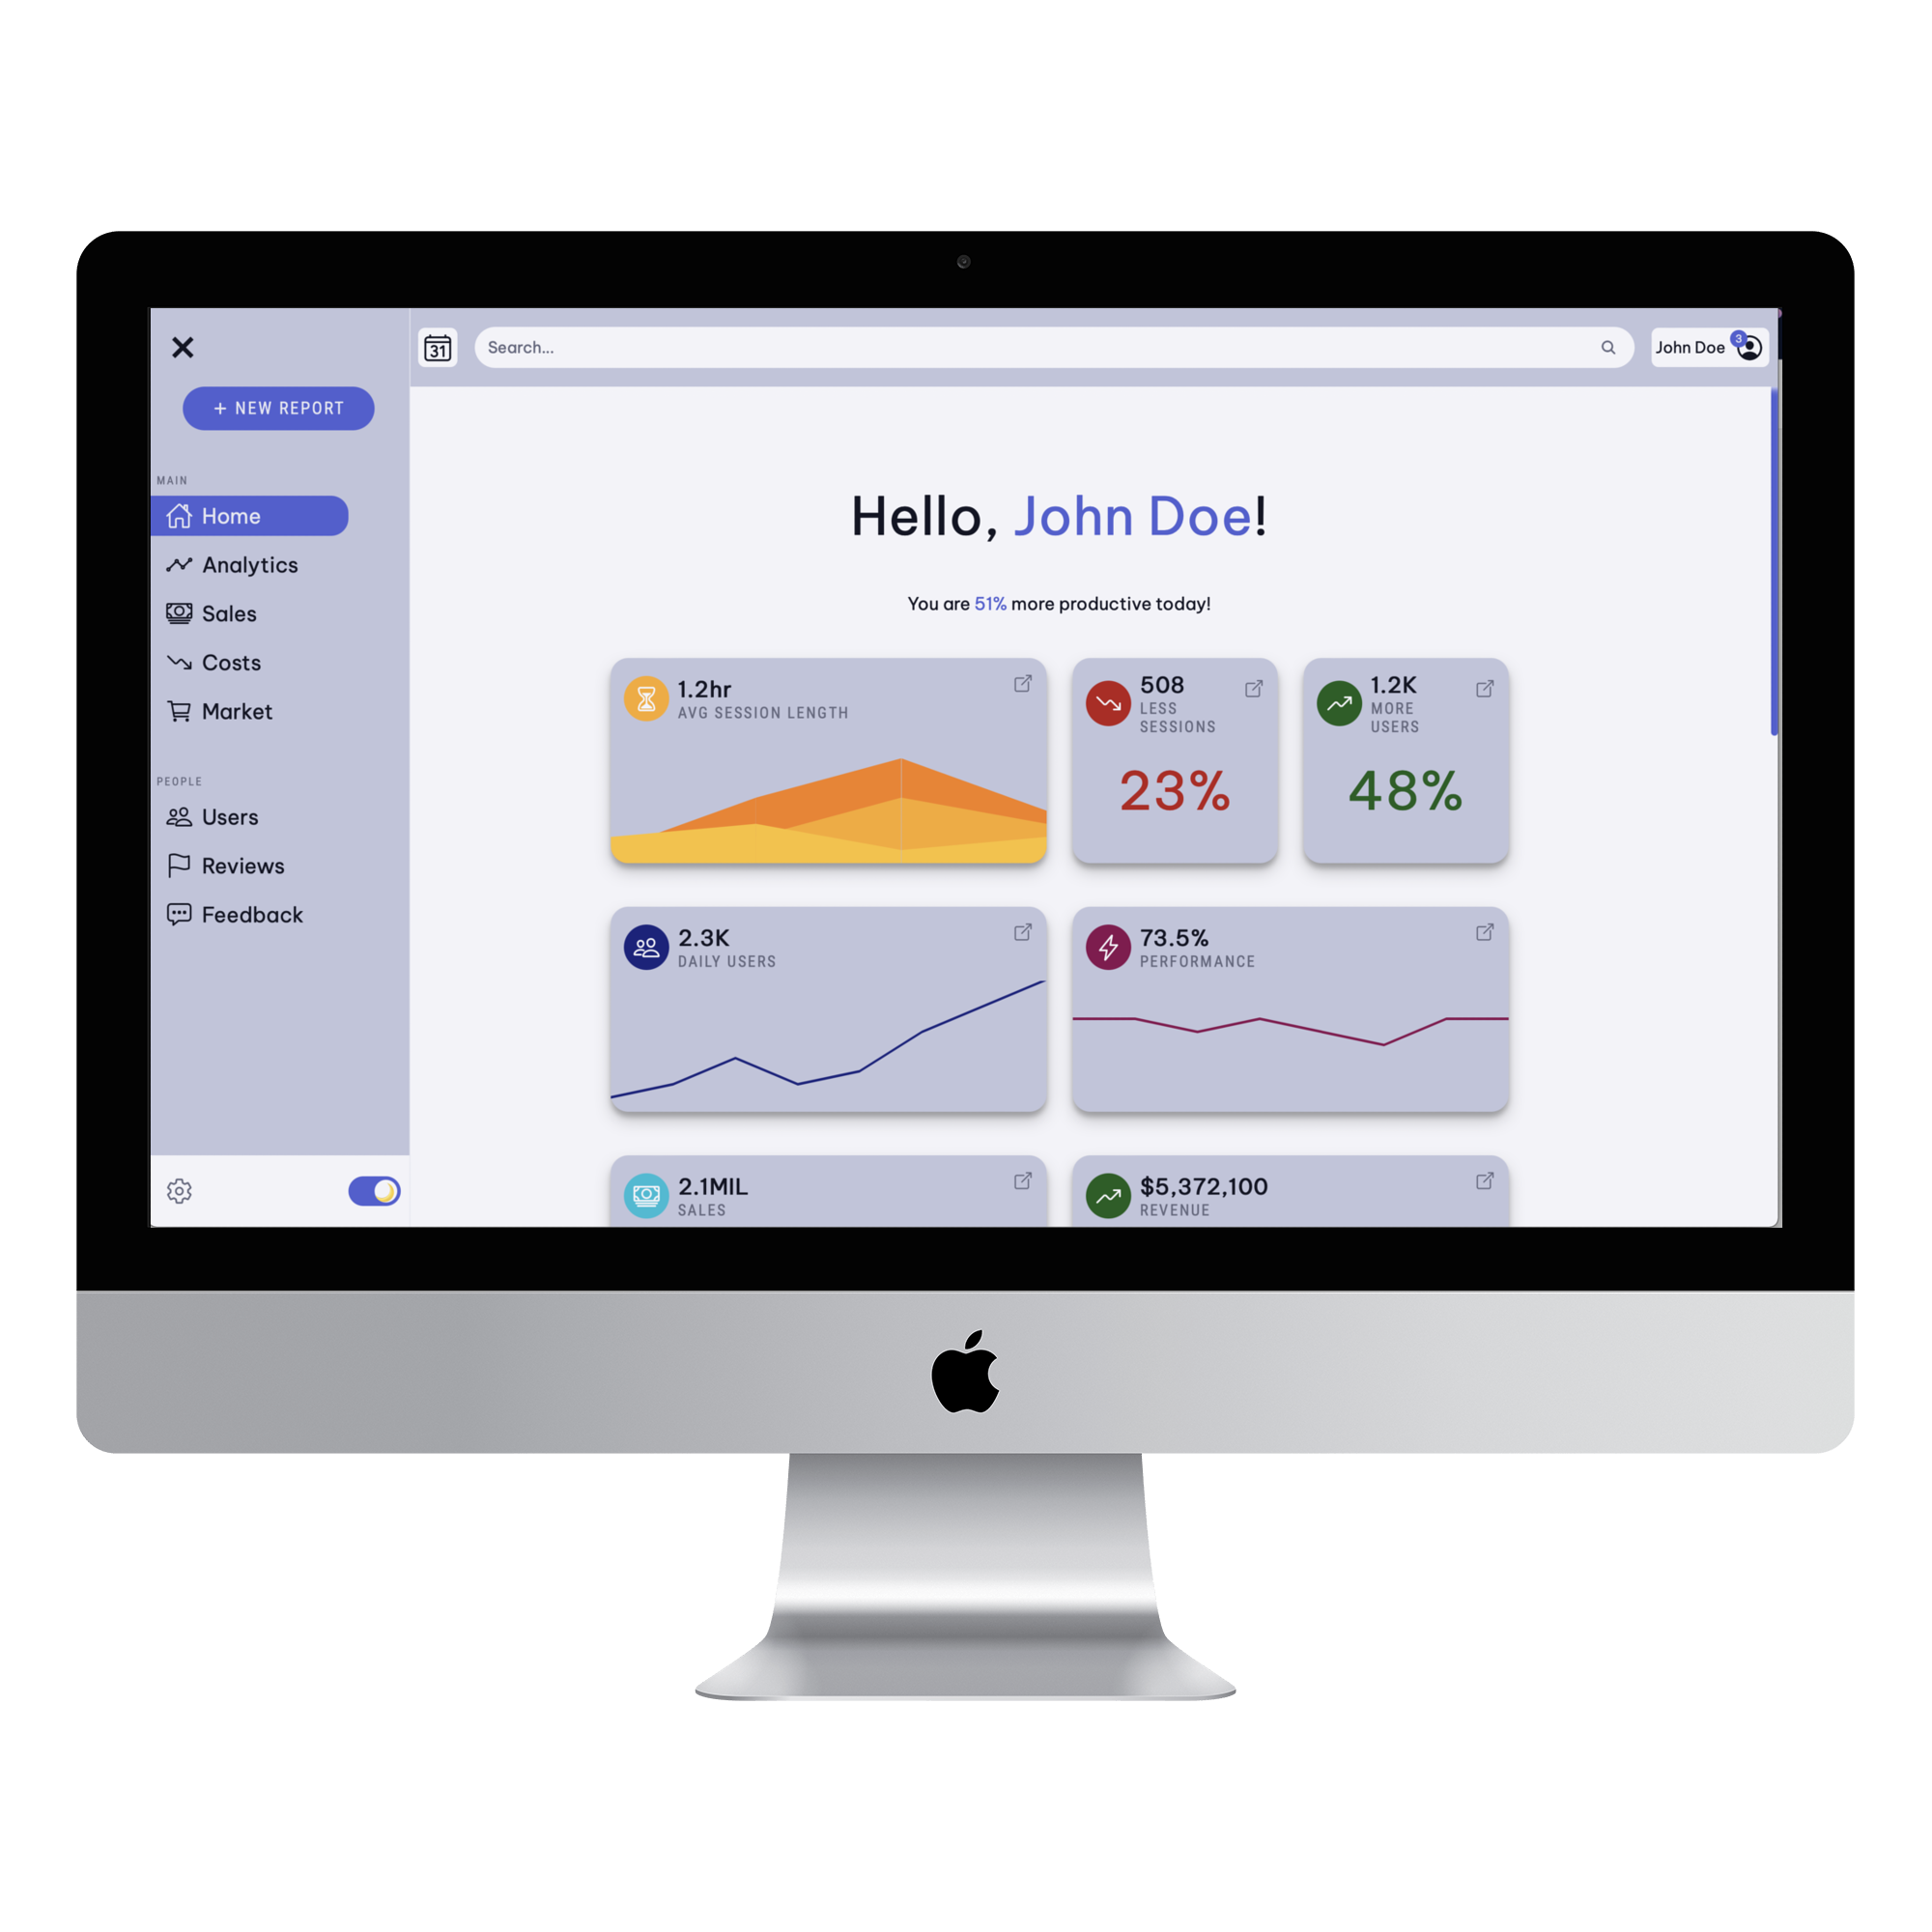 31
Search...
John Doe
3
+ NEW REPORT
MAIN
Home
Analytics
Sales
Costs
Market
PEOPLE
Users
Reviews
Feedback
Hello, John Doe!
You are 51% more productive today!
1.2hr
AVG SESSION LENGTH
508
LESS
SESSIONS
23%
1.2K
MORE
USERS
48%
2.3K
DAILY USERS
73.5%
PERFORMANCE
2.1MIL
SALES
$5,372,100
REVENUE